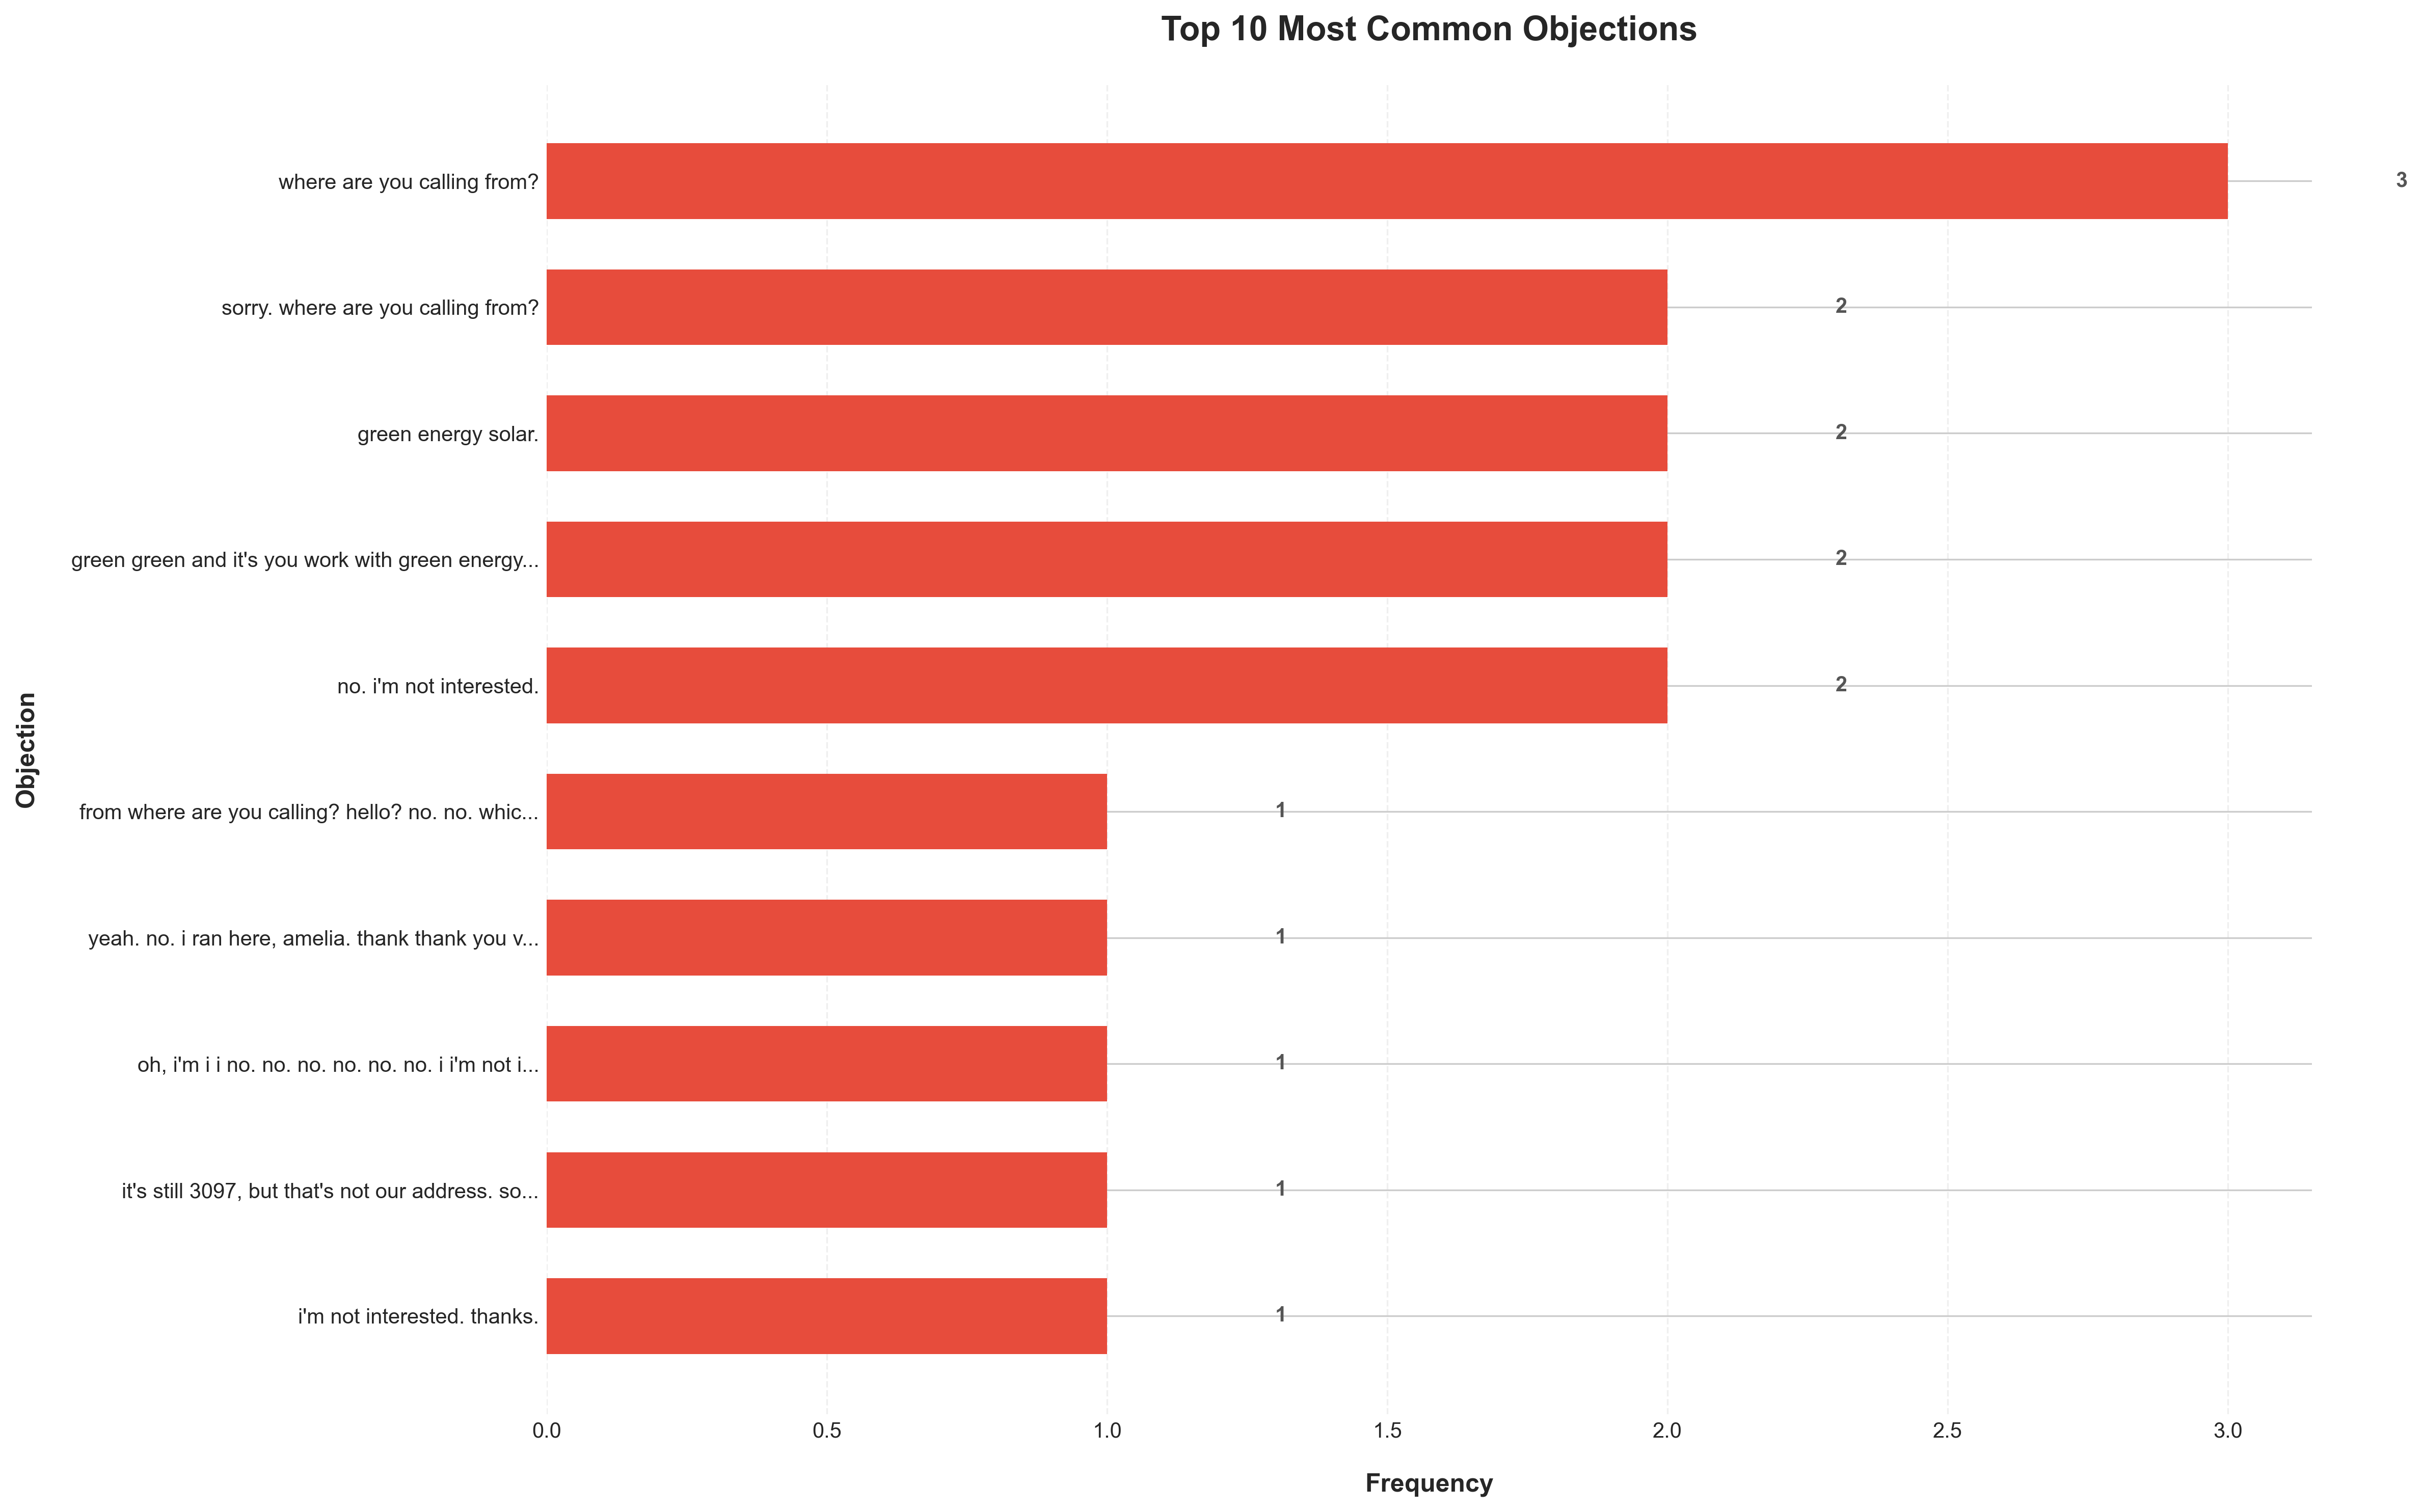 Top 10 Most Common Objections
where are you calling from?
3
sorry. where are you calling from?
2
green energy solar.
2
green green and it's you work with green energy...
2
no. i'm not interested.
2
Objection
from where are you calling? hello? no. no. whic...
1
yeah. no. i ran here, amelia. thank thank you v...
1
oh, i'm i i no. no. no. no. no. no. i i'm not i...
1
it's still 3097, but that's not our address. so...
1
i'm not interested. thanks.
1
0.0 0.5 1.0 1.5 2.0 2.5 3.0
Frequency